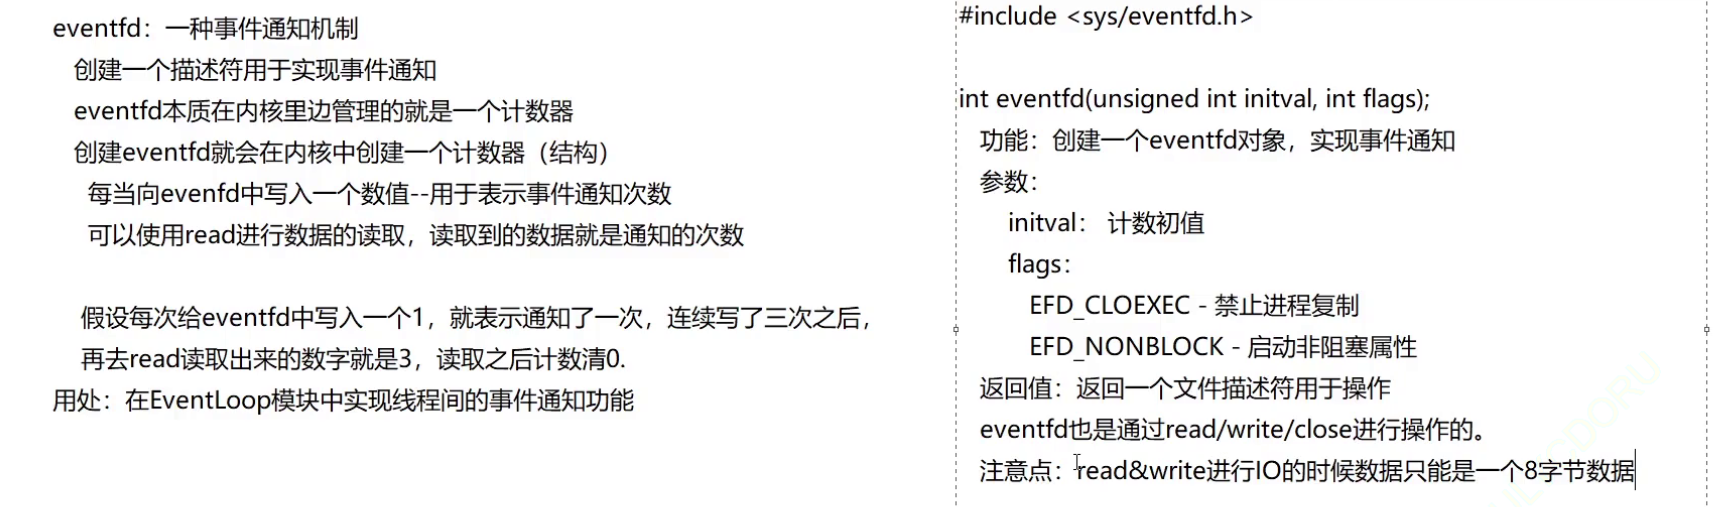 eventfd：一种事件通知机制
创建一个描述符用于实现事件通知
eventfd本质在内核里边管理的就是一个计数器
创建eventfd就会在内核中创建一个计数器（结构）
每当向evenfd中写入一个数值--用于表示事件通知次数
可以使用read进行数据的读取，读取到的数据就是通知的次数
假设每次给eventfd中写入一个1，就表示通知了一次，连续写了三次之后，
再去read读取出来的数字就是3，读取之后计数清0.
用处：在EventLoop模块中实现线程间的事件通知功能
#include <sys/eventfd.h>
int eventfd(unsigned int initval, int flags);
功能：创建一个eventfd对象，实现事件通知
参数：
initval： 计数初值
flags：
EFD_CLOEXEC - 禁止进程复制
EFD_NONBLOCK - 启动非阻塞属性
返回值：返回一个文件描述符用于操作
eventfd也是通过read/write/close进行操作的。
注意点：read&write进行IO的时候数据只能是一个8字节数据